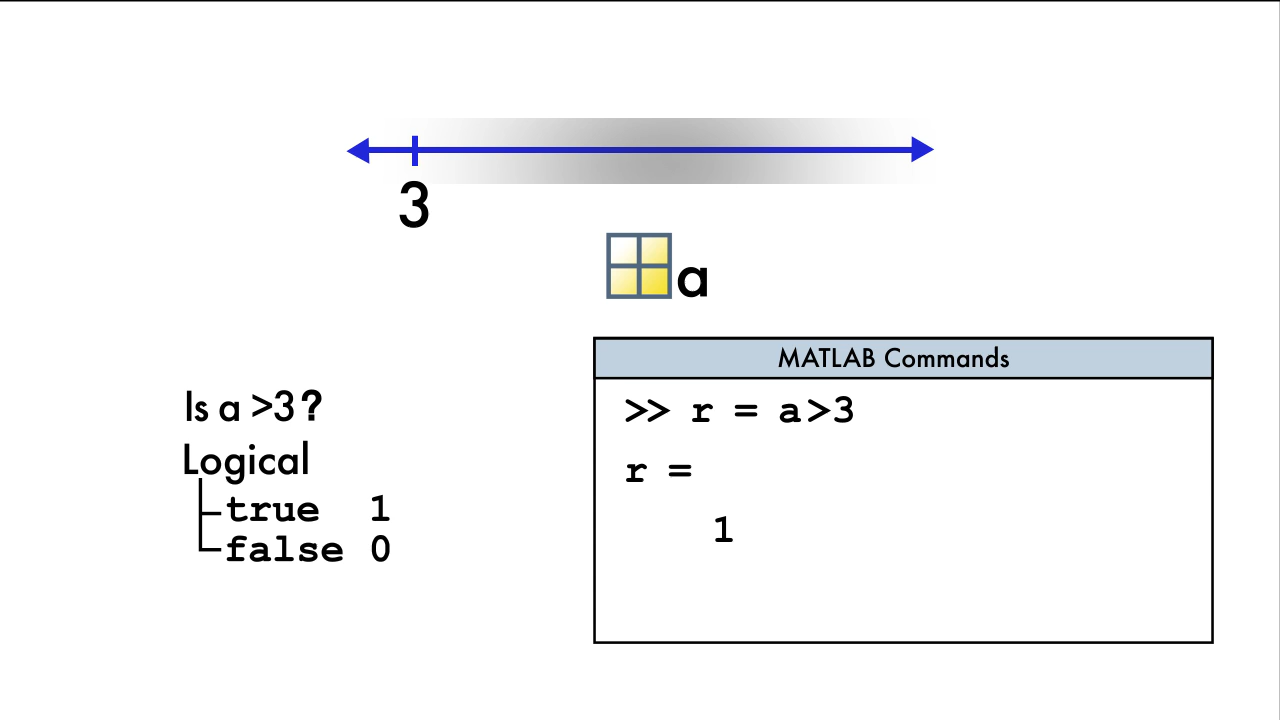 3
a
Is a >3?
Logical
true 1
false 0
MATLAB Commands
>> r = a>3
r =
1